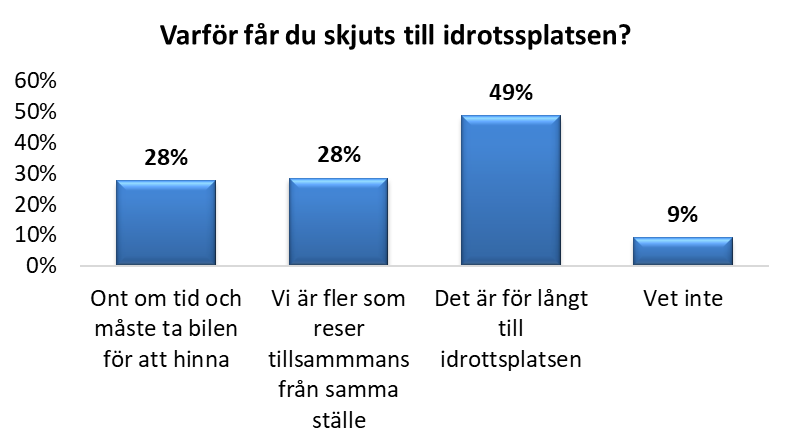 Varför får du skjuts till idrotssplatsen?
60%
50%
40%
30%
20%
10%
0%
28%
28%
49%
9%
Ont om tid och
måste ta bilen
för att hinna
Vi är fler som
reser
tillsammmans
från samma
ställe
Det är för långt
till
idrottsplatsen
Vet inte